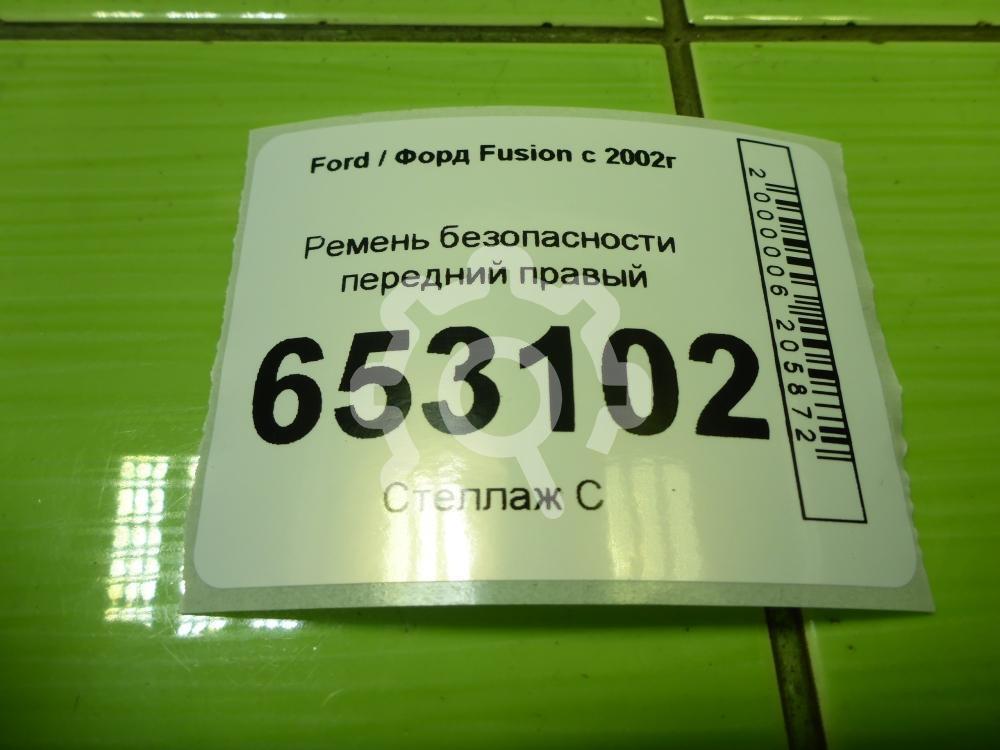 Ford / Форд Fusion с 2002г
Ремень безопасности
передний правый
653102
Стеллаж С
2000006205872